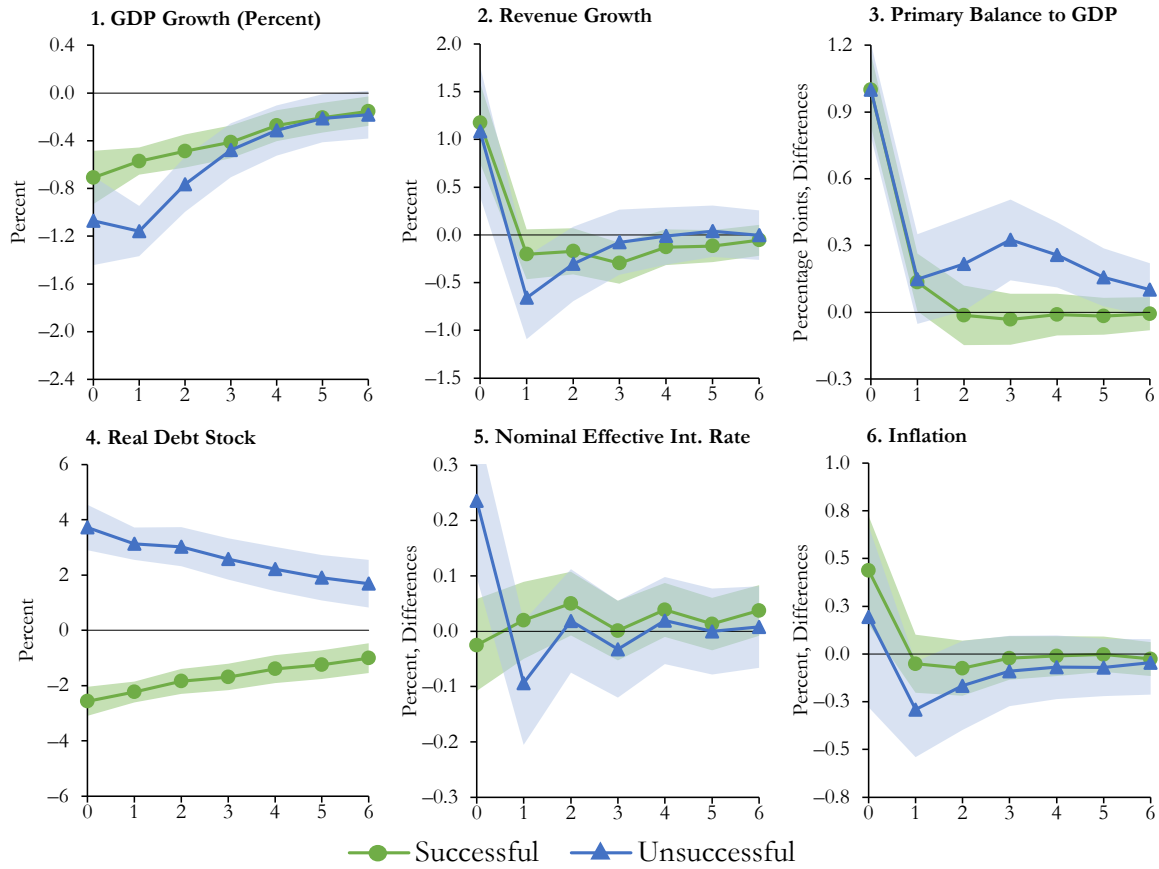 1. GDP Growth (Percent)
Percent
0.4
0.0
–0.4
–0.8
–1.2
–1.6
–2.0
–2.4
0 1 2 3 4 5 6
2. Revenue Growth
Percent
2.0
1.5
1.0
0.5
0.0
–0.5
–1.0
–1.5
0 1 2 3 4 5 6
3. Primary Balance to GDP
Percentage Points, Differences
1.2
0.9
0.6
0.3
0.0
–0.3
0 1 2 3 4 5 6
4. Real Debt Stock
Percent
6
4
2
0
–2
–4
–6
0 1 2 3 4 5 6
5. Nominal Effective Int. Rate
Percent, Differences
0.3
0.2
0.1
0.0
–0.1
–0.2
–0.3
0 1 2 3 4 5 6
6. Inflation
Percent, Differences
1.0
0.8
0.5
0.3
0.0
–0.3
–0.5
–0.8
0 1 2 3 4 5 6
Successful Unsuccessful